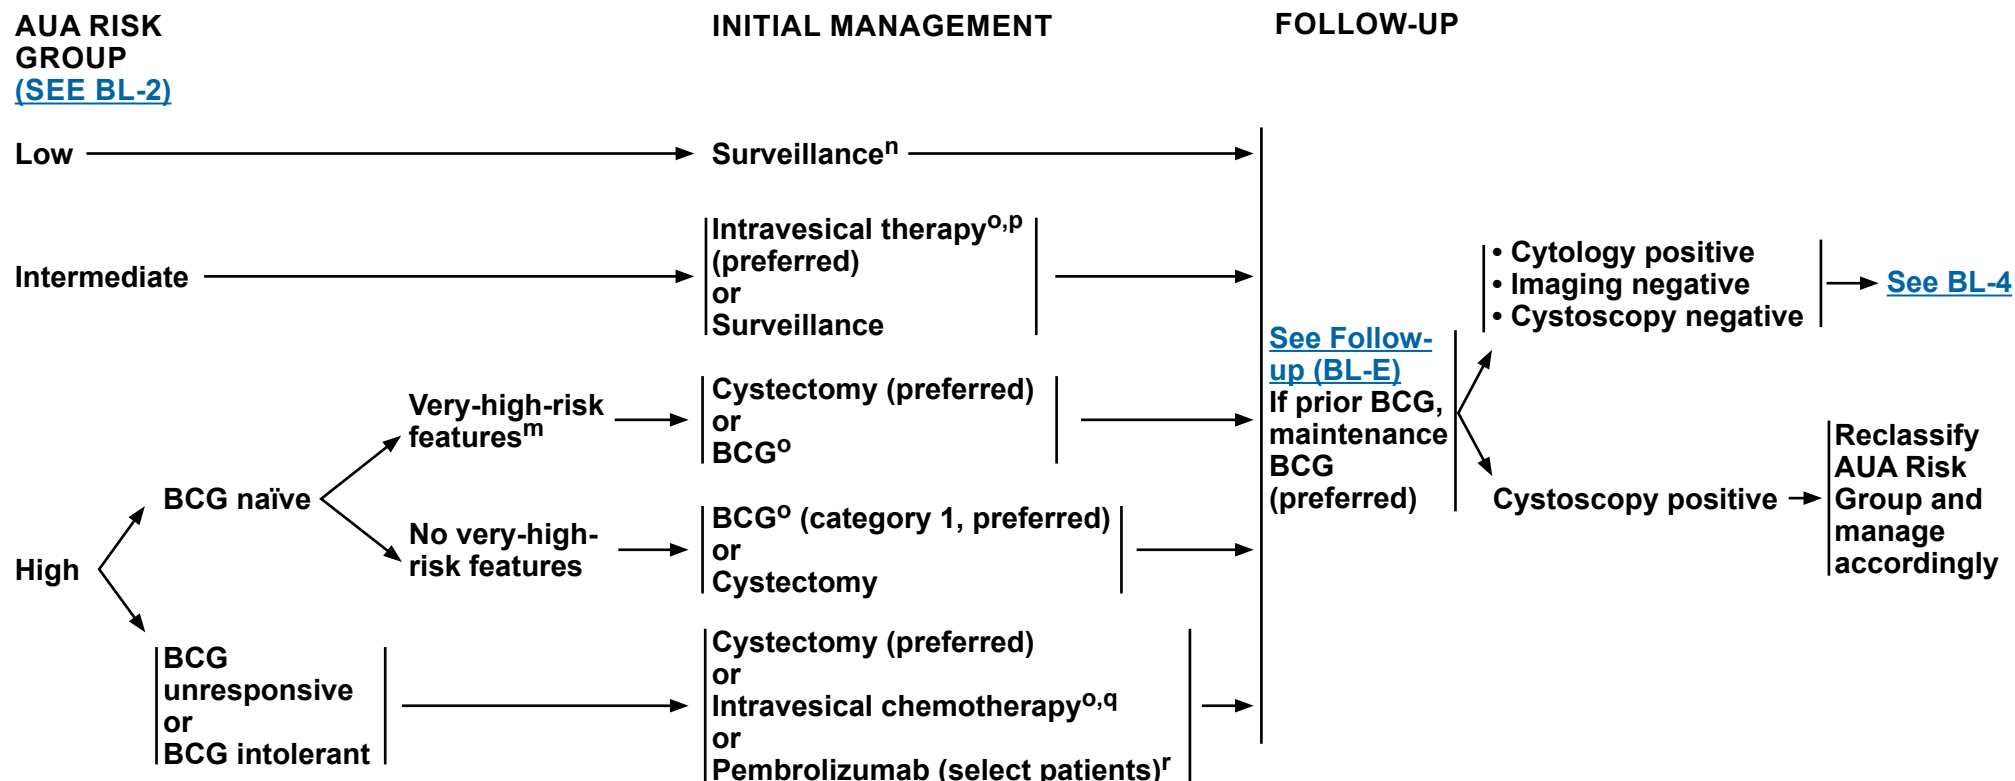 AUA RISK
GROUP
(SEE BL-2)
INITIAL MANAGEMENT
FOLLOW-UP
Low
Surveillancen
Intermediate
Intravesical therapyo,p
(preferred)
or
Surveillance
High
BCG naïve
Very-high-risk
featuresm
Cystectomy (preferred)
or
BCGo
No very-high-
risk features
BCGo (category 1, preferred)
or
Cystectomy
BCG
unresponsive
or
BCG intolerant
Cystectomy (preferred)
or
Intravesical chemotherapyo,q
or
Pembrolizumab (select patients)r
See Follow-
up (BL-E)
If prior BCG,
maintenance
BCG
(preferred)
• Cytology positive
• Imaging negative
• Cystoscopy negative
See BL-4
Cystoscopy positive
Reclassify
AUA Risk
Group and
manage
accordingly